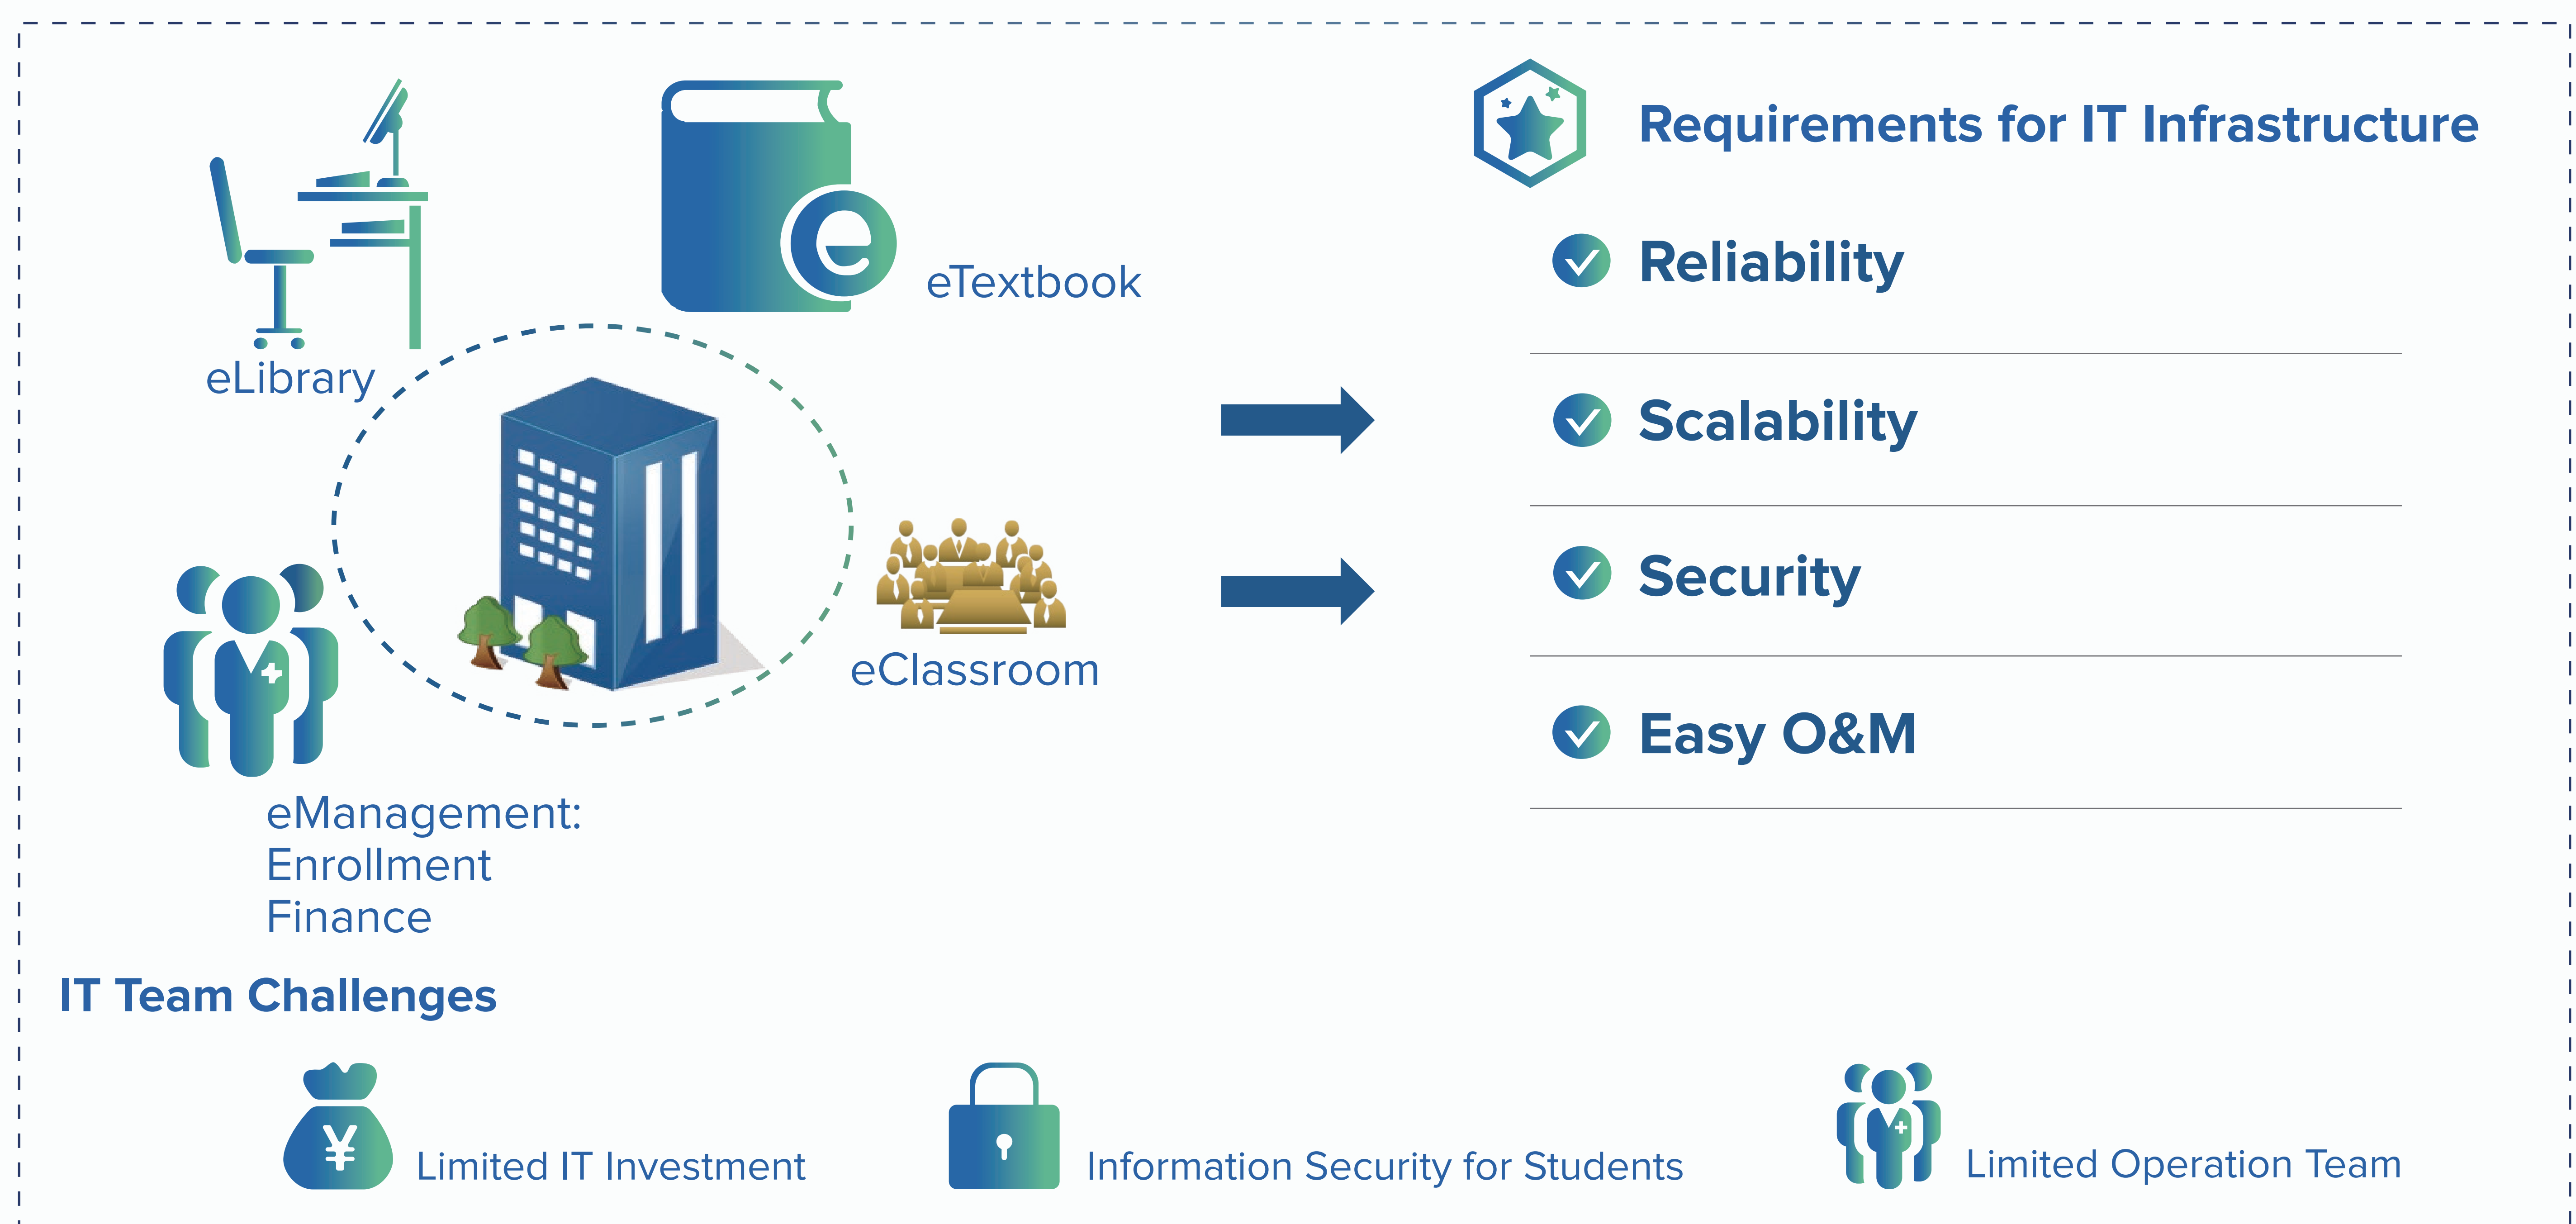 Requirements for IT Infrastructure
eTextbook
eLibrary
eClassroom
eManagement:
Enrollment
Finance
Reliability
Scalability
Security
Easy O&M
IT Team Challenges
¥
Limited IT Investment
Information Security for Students
Limited Operation Team